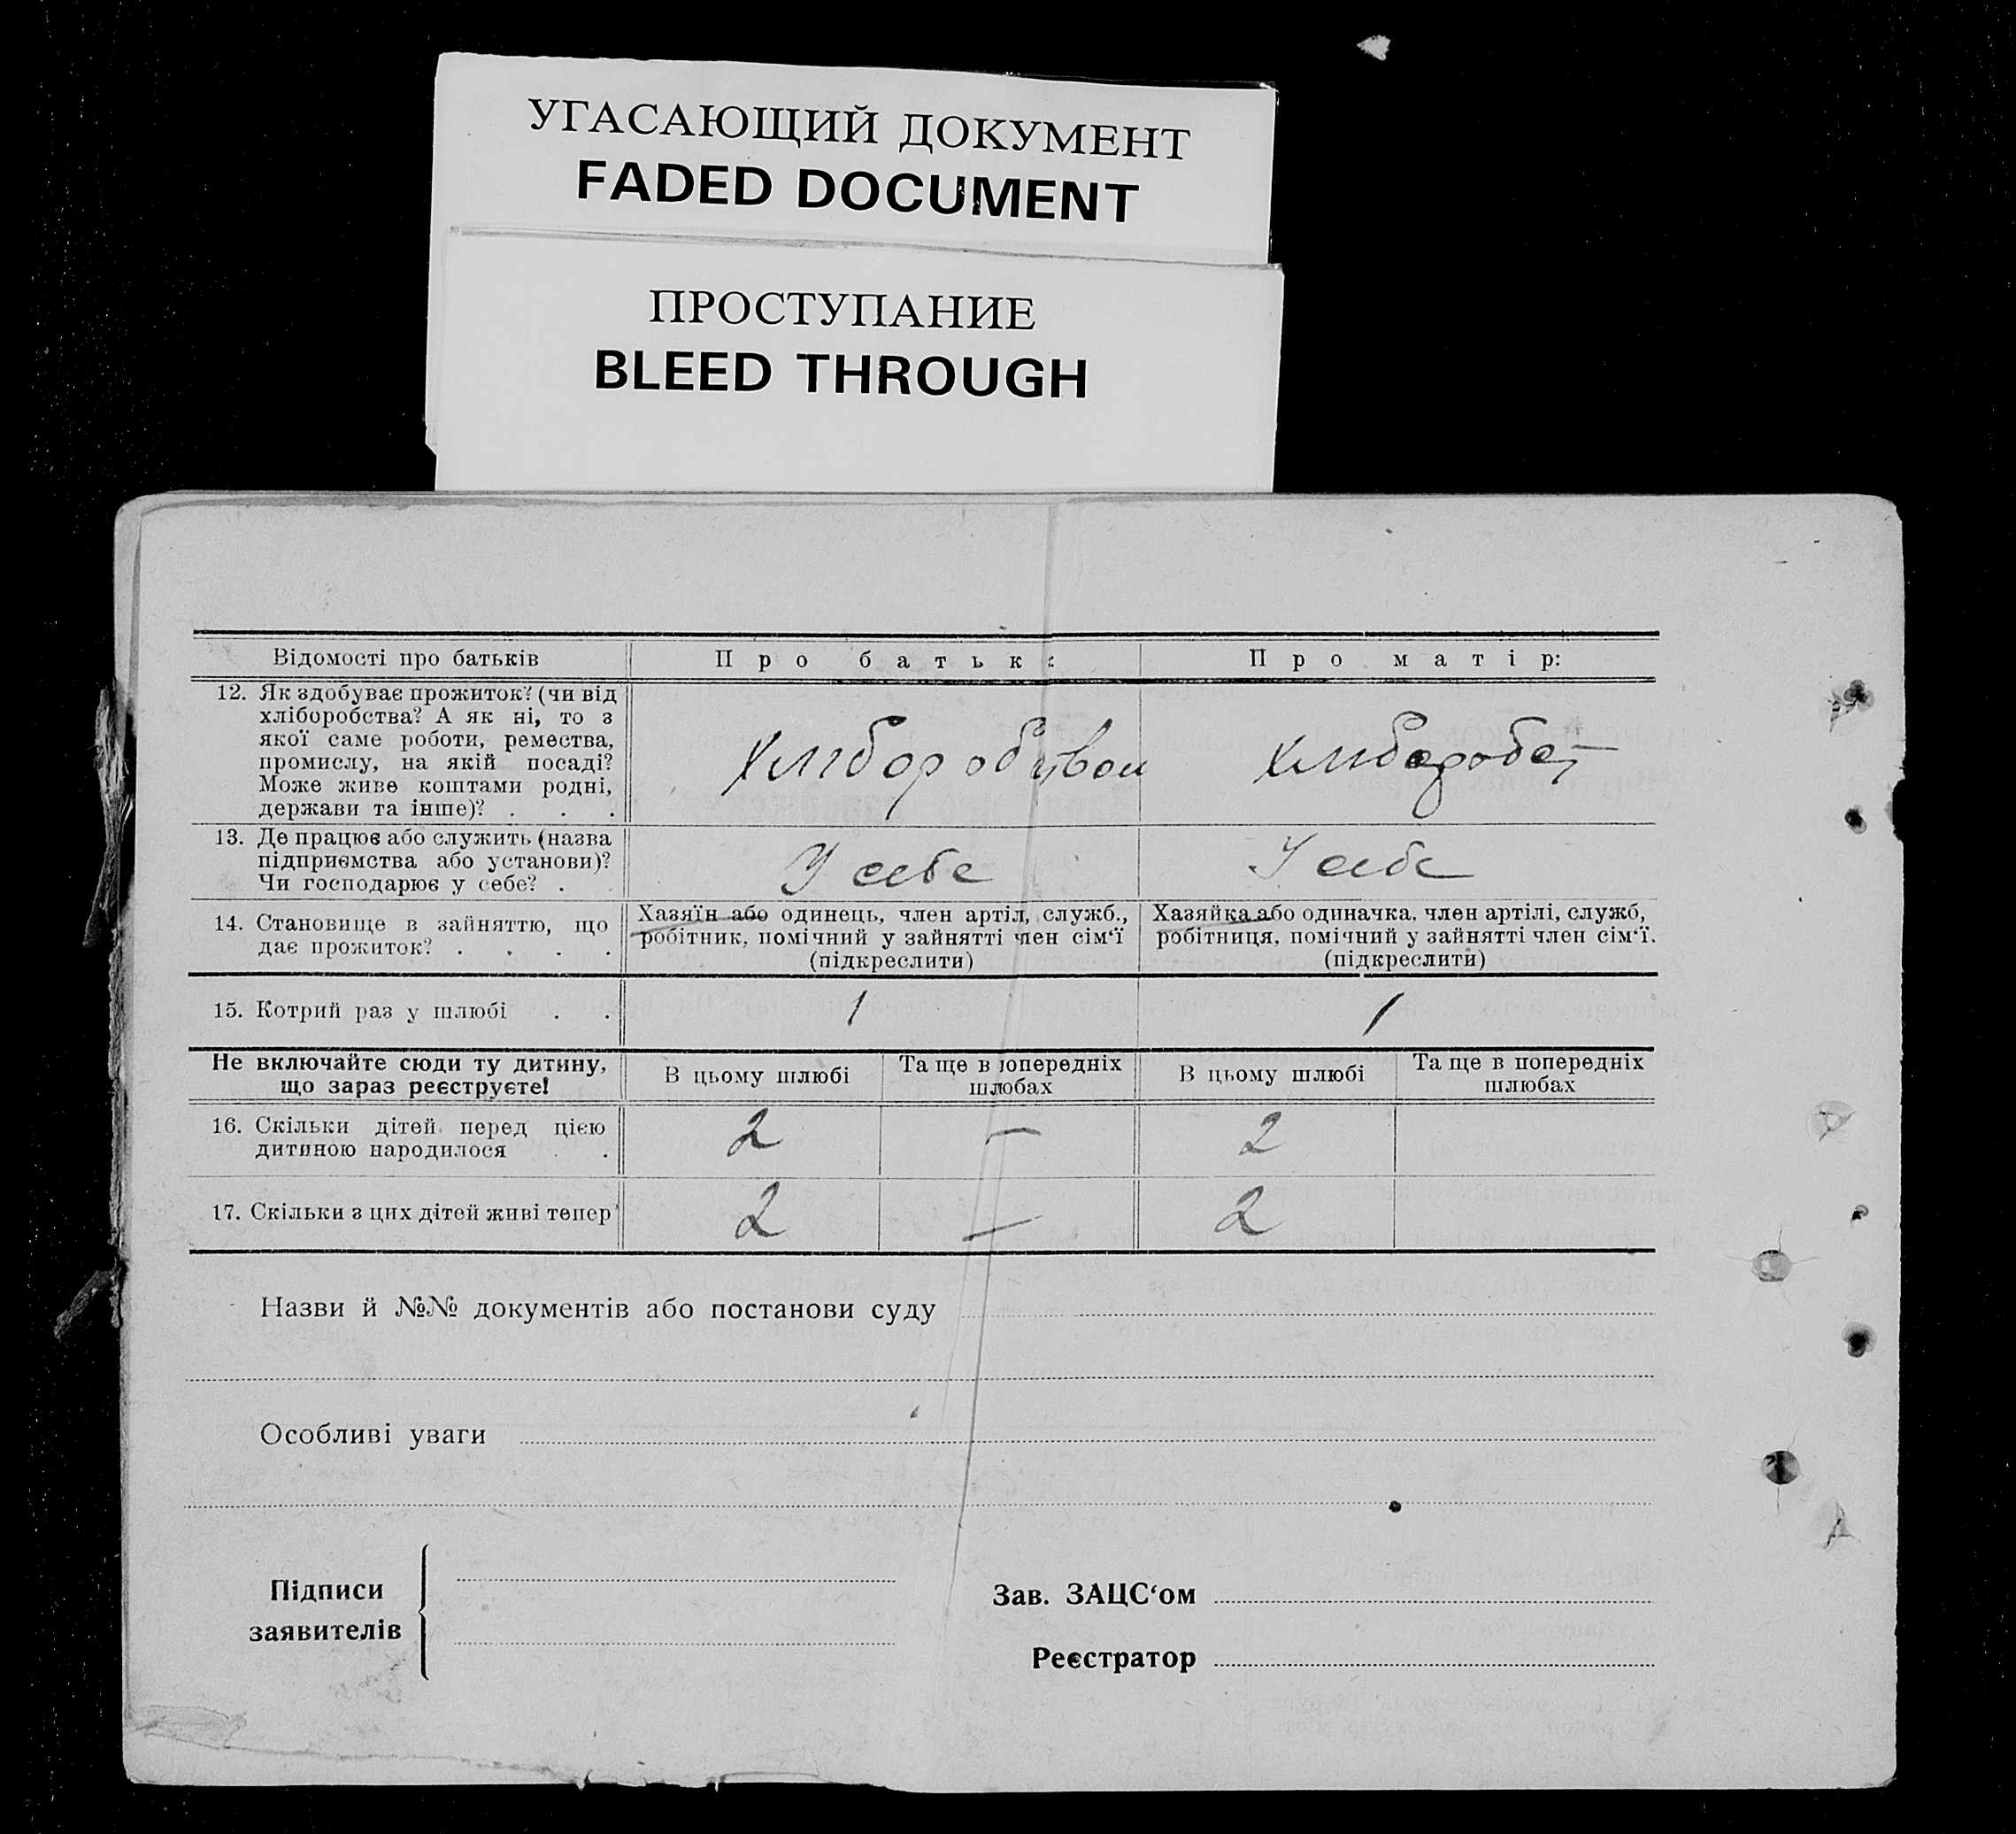 УГАСАЮЩИЙ ДОКУМЕНТ
FADED DOCUMENT
ПРОСТУПАНИЕ
BLEED THROUGH
Відомості про батьків
Про батьк
Про матір:
12. Як здобуває прожиток? (чи від
хліборобства? А як ні, то з
якої саме роботи, ремества,
промислу, на якій посаді?
Може живе коштами родні,
держави та інше)? . . .
Хліборобством
Хлібороб
13. Де працює або служить (назва
підприємства або установи)?
Чи господарює у себе? .
У себе
У себе
14. Становище в зайняттю, що
дає прожиток? . . . .
Хазяїн або одинець, член артіл, служб.,
робітник, помічний у зайнятті член сім‘ї
(підкреслити)
Хазяйка або одиначка, член артілі, служб,
робітниця, помічний у зайнятті член сім‘ї.
(підкреслити)
15. Котрий раз у шлюбі . .
1
1
Не включайте сюди ту дитину,
що зараз реєструєте!
В цьому шлюбі
Та ще в попередніх
шлюбах
В цьому шлюбі
Та ще в попередніх
шлюбах
16. Скільки дітей перед цією
дитиною народилося .
2
—
2
17. Скільки з цих дітей живі тепер
2
—
2
Назви й №№ документів або постанови суду
Особливі уваги
Підписи
заявителів
Зав. ЗАЦС‘ом
Реєстратор